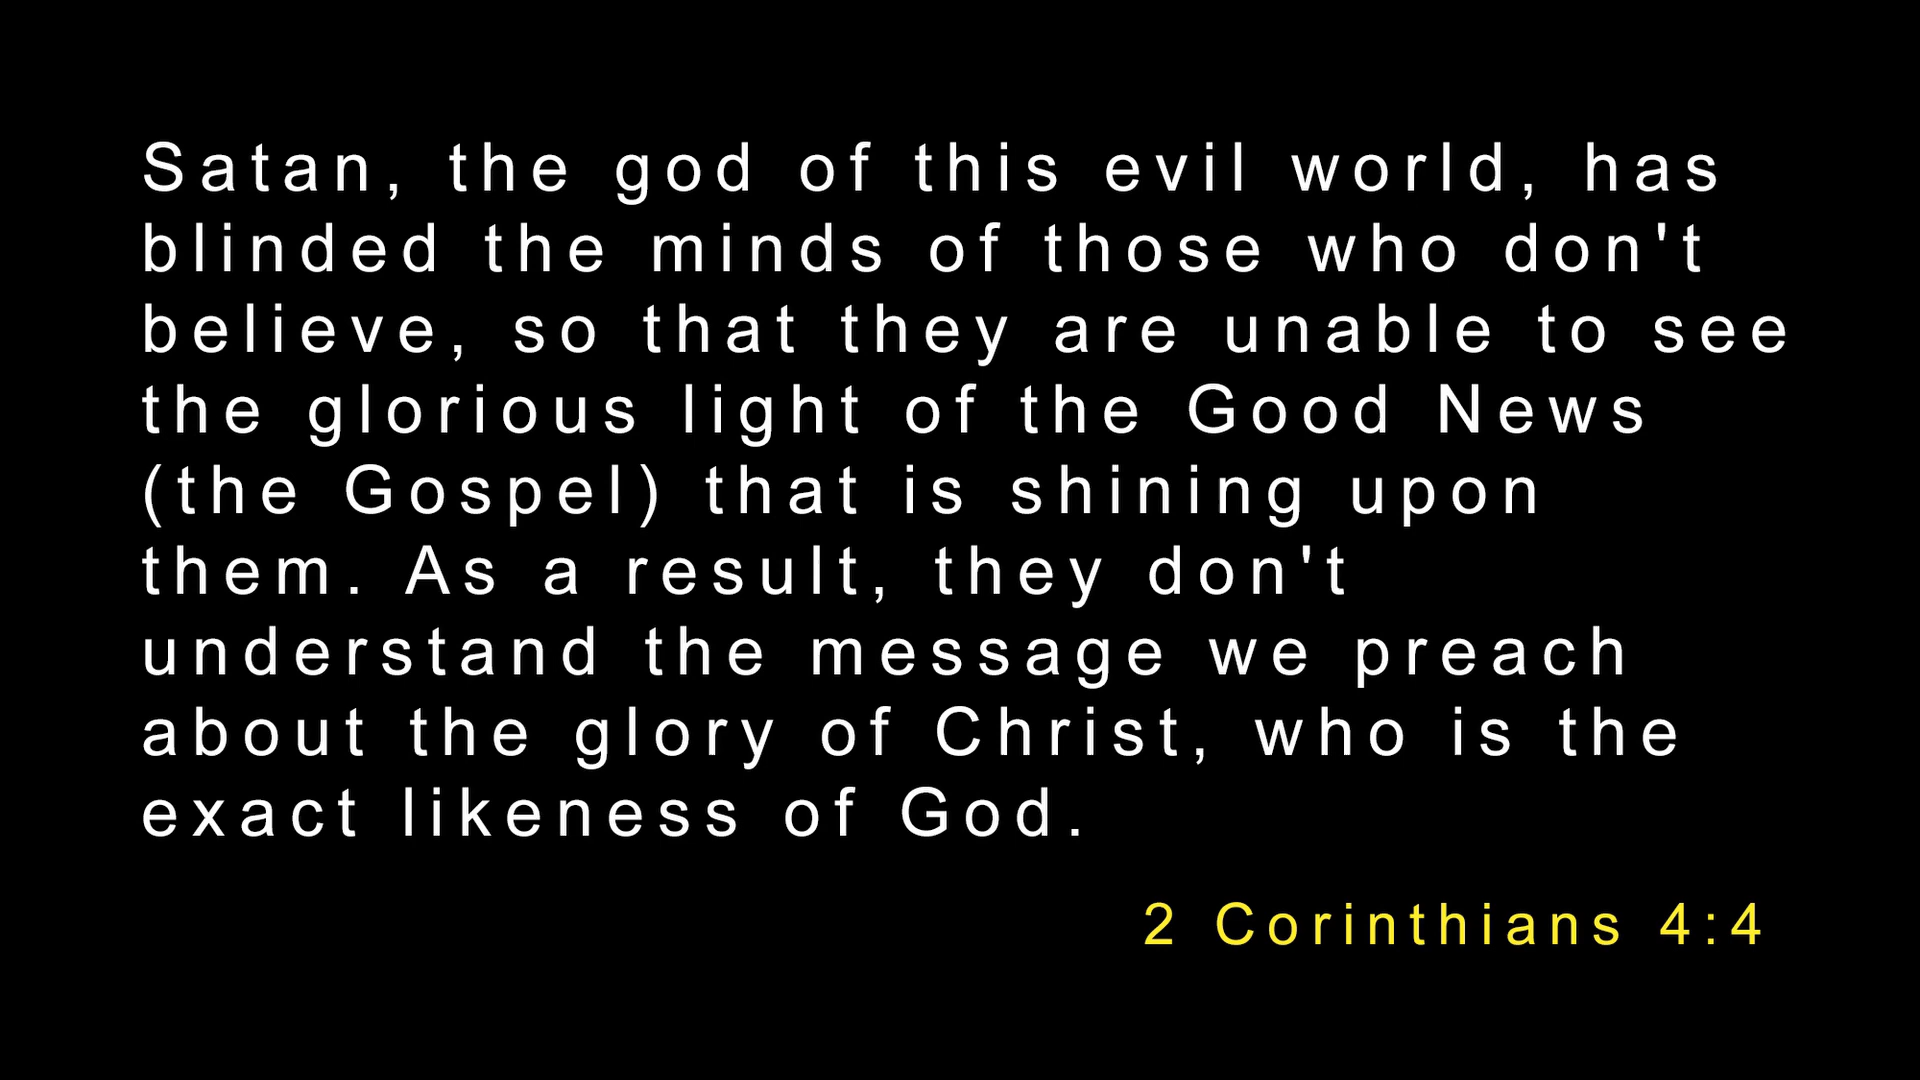 Satan, the god of this evil world, has
blinded the minds of those who don't
believe, so that they are unable to see
the glorious light of the Good News
(the Gospel) that is shining upon
them. As a result, they don't
understand the message we preach
about the glory of Christ, who is the
exact likeness of God.
2 Corinthians 4:4